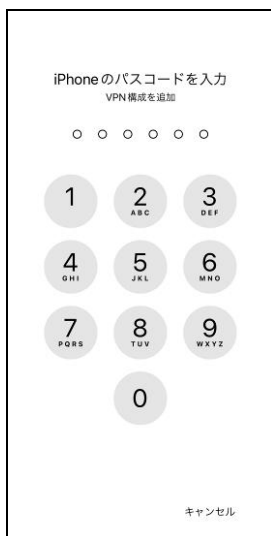 iPhoneのパスコードを入力
VPN構成を追加
1 2 3
ABC DEF
4 5 6
GHI JKL MNO
7 8 9
PQRS TUV WXYZ
0
キャンセル